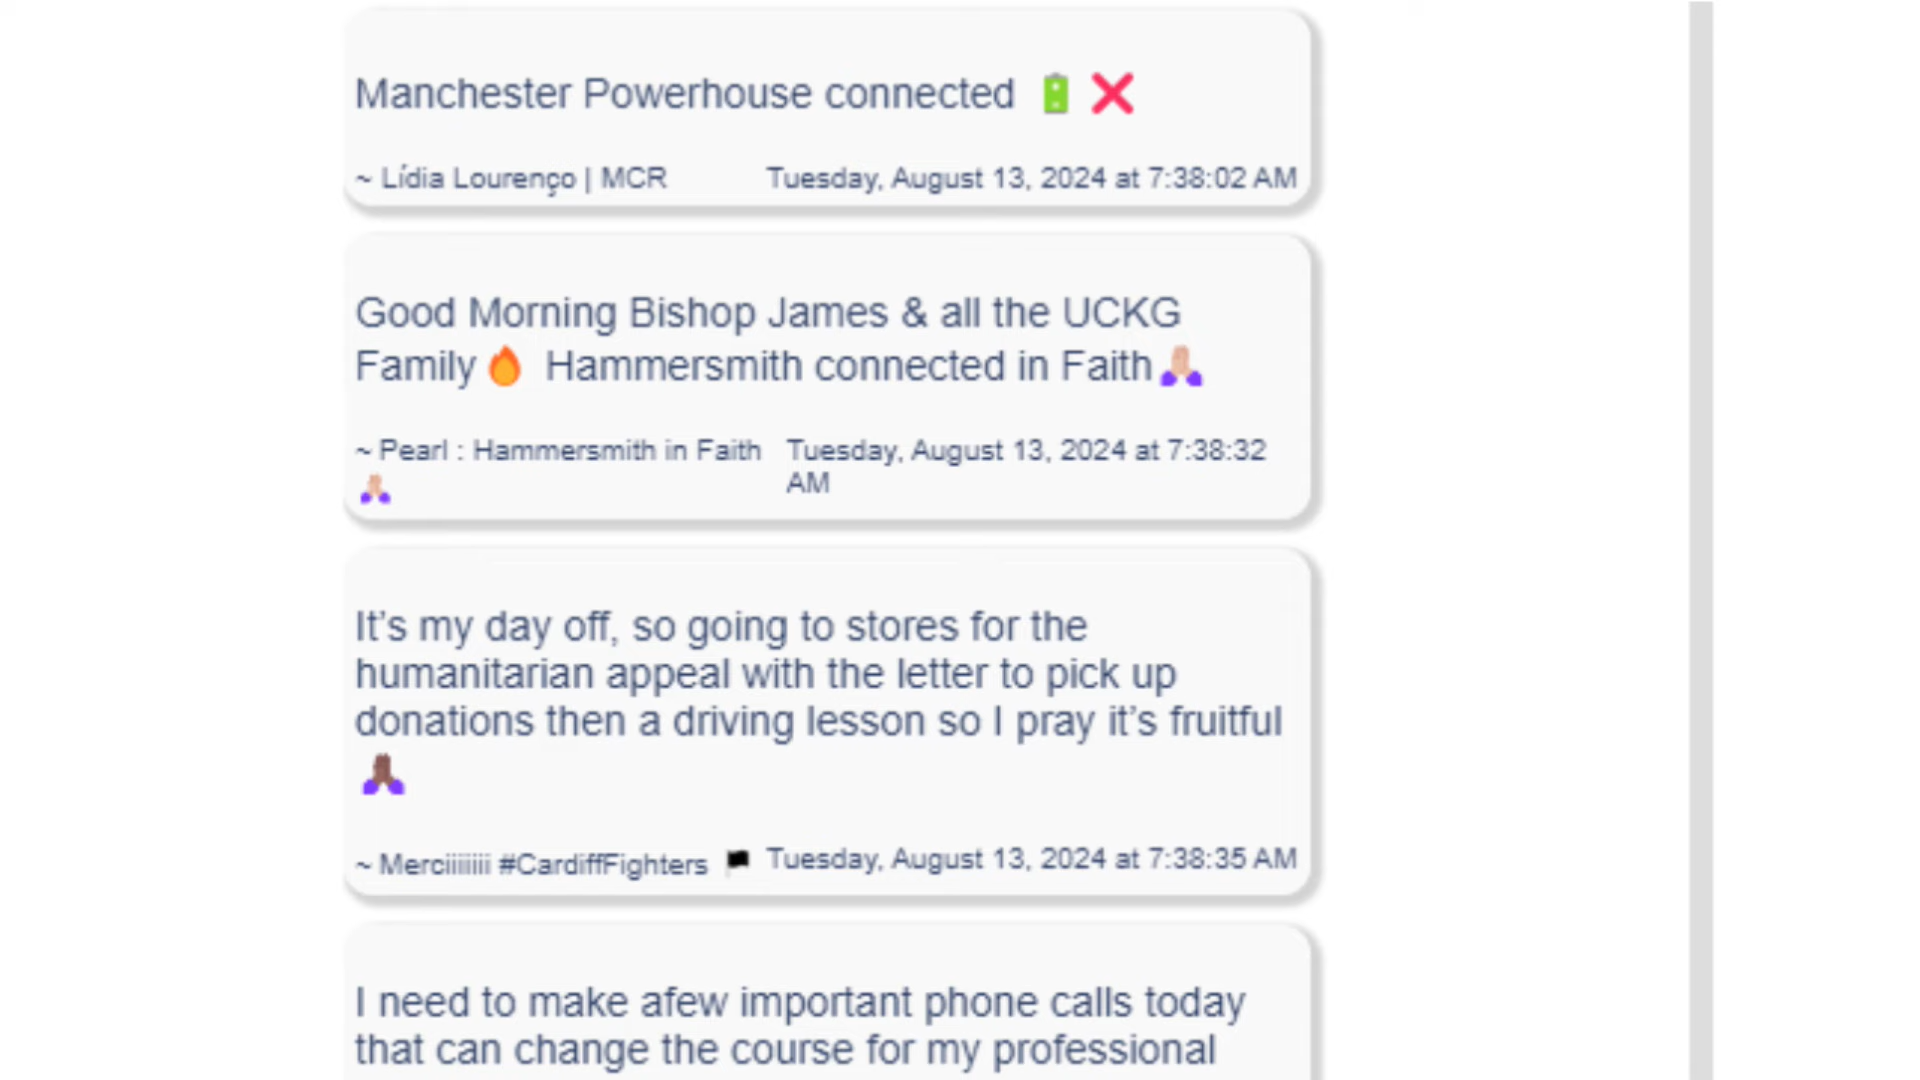 Manchester Powerhouse connected 🔋 ❌
~ Lídia Lourenço | MCR
Tuesday, August 13, 2024 at 7:38:02 AM
Good Morning Bishop James & all the UCKG
Family🔥 Hammersmith connected in Faith🙏🏼
~ Pearl : Hammersmith in Faith
🙏🏼
Tuesday, August 13, 2024 at 7:38:32
AM
It’s my day off, so going to stores for the
humanitarian appeal with the letter to pick up
donations then a driving lesson so I pray it’s fruitful
🙏🏿
~ Merciiiiiiii #CardiffFighters 🏴
Tuesday, August 13, 2024 at 7:38:35 AM
I need to make afew important phone calls today
that can change the course for my professional